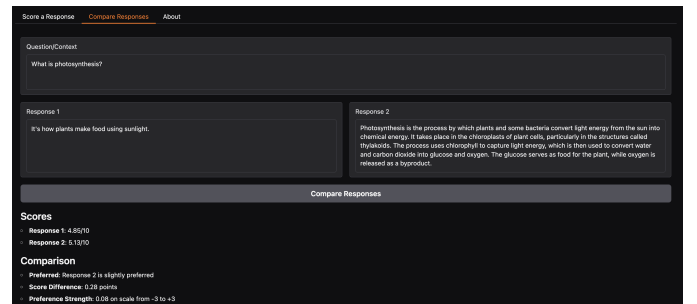 Score a Response Compare Responses About
Question/Context
What is photosynthesis?
Response 1
It's how plants make food using sunlight.
Response 2
Photosynthesis is the process by which plants and some bacteria convert light energy from the sun into
chemical energy. It takes place in the chloroplasts of plant cells, particularly in the structures called
thylakoids. The process uses chlorophyll to capture light energy, which is then used to convert water
and carbon dioxide into glucose and oxygen. The glucose serves as food for the plant, while oxygen is
released as a byproduct.
Compare Responses
Scores
Response 1: 4.85/10
Response 2: 5.13/10
Comparison
Preferred: Response 2 is slightly preferred
Score Difference: 0.28 points
Preference Strength: 0.08 on scale from -3 to +3